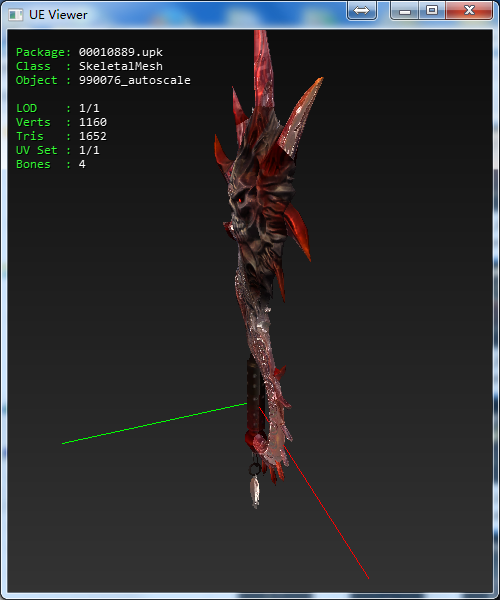 UE Viewer
Package: 00010889.upk
Class  : SkeletalMesh
Object : 990076_autoscale
LOD    : 1/1
Verts  : 1160
Tris   : 1652
UV Set : 1/1
Bones  : 4